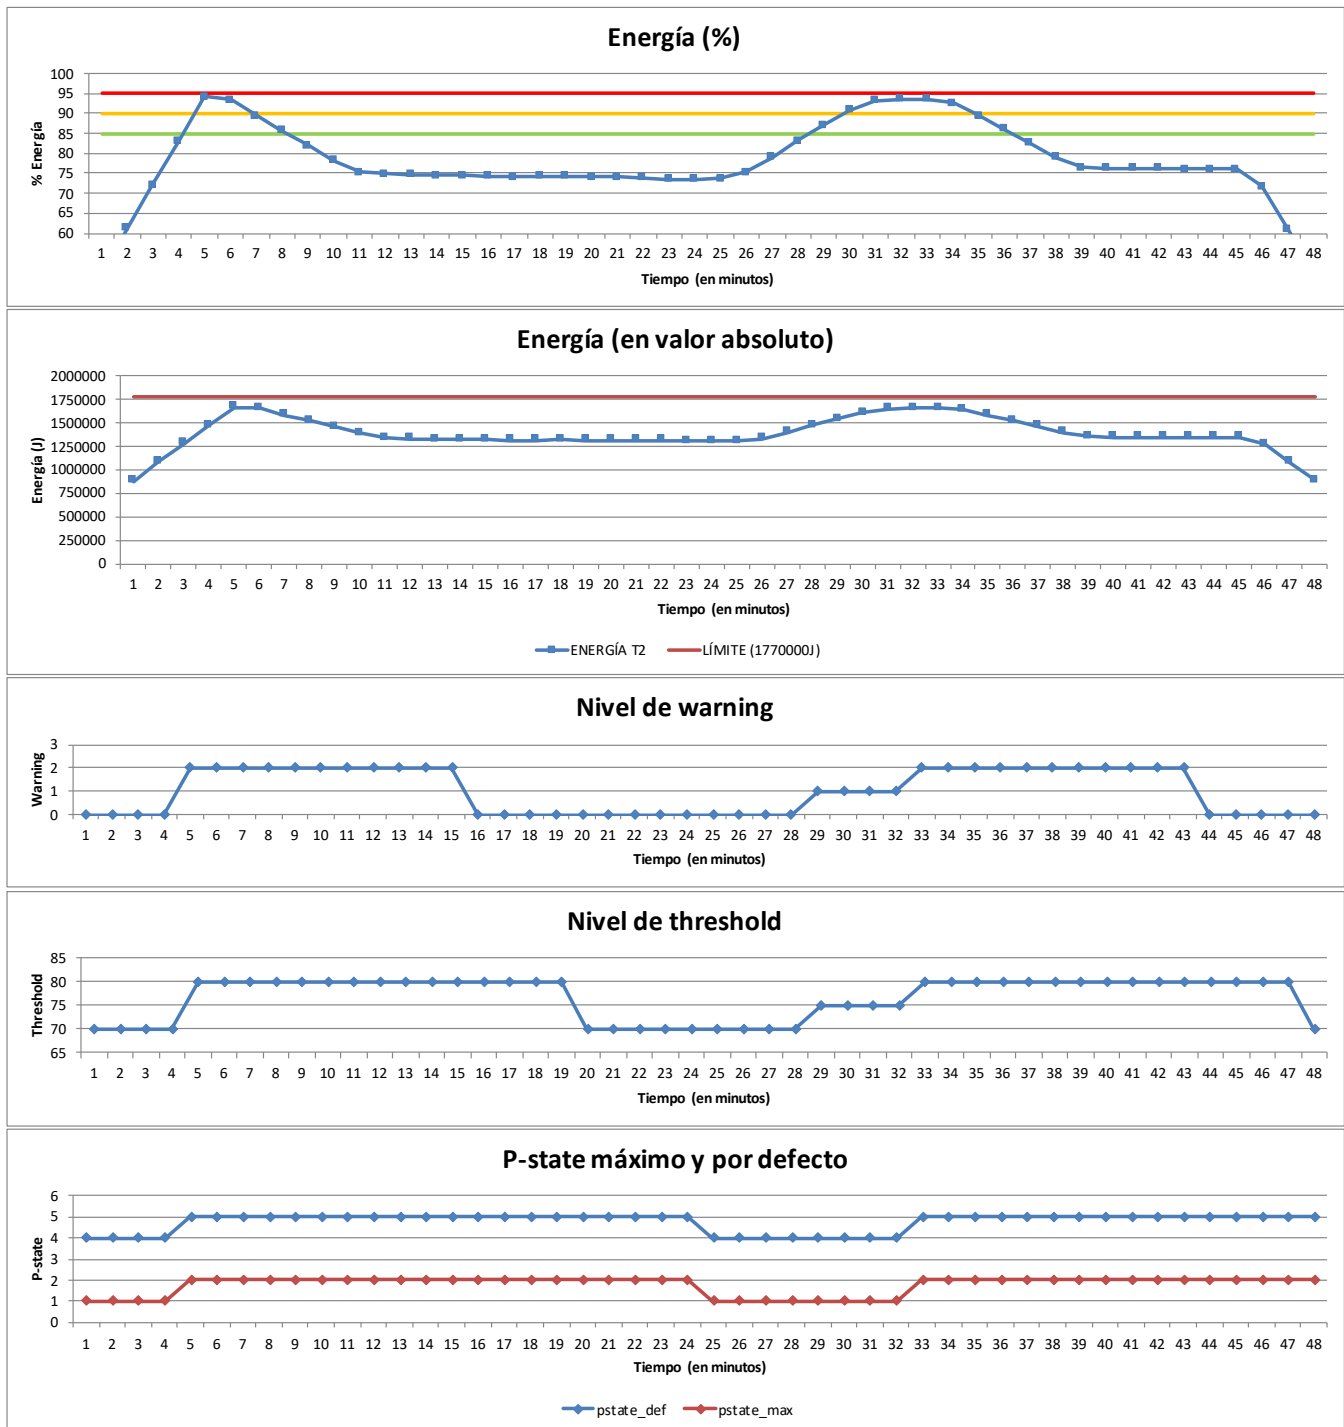 Energía (%)
% Energía
100
95
90
85
80
75
70
65
60
1 2 3 4 5 6 7 8 9 10 11 12 13 14 15 16 17 18 19 20 21 22 23 24 25 26 27 28 29 30 31 32 33 34 35 36 37 38 39 40 41 42 43 44 45 46 47 48
Tiempo (en minutos)
Energía (en valor absoluto)
Energía (J)
2000000
1750000
1500000
1250000
1000000
750000
500000
250000
0
1 2 3 4 5 6 7 8 9 10 11 12 13 14 15 16 17 18 19 20 21 22 23 24 25 26 27 28 29 30 31 32 33 34 35 36 37 38 39 40 41 42 43 44 45 46 47 48
Tiempo (en minutos)
ENERGÍA T2 LÍMITE (1770000J)
Nivel de warning
Warning
3
2
1
0
1 2 3 4 5 6 7 8 9 10 11 12 13 14 15 16 17 18 19 20 21 22 23 24 25 26 27 28 29 30 31 32 33 34 35 36 37 38 39 40 41 42 43 44 45 46 47 48
Tiempo (en minutos)
Nivel de threshold
Threshold
85
80
75
70
65
1 2 3 4 5 6 7 8 9 10 11 12 13 14 15 16 17 18 19 20 21 22 23 24 25 26 27 28 29 30 31 32 33 34 35 36 37 38 39 40 41 42 43 44 45 46 47 48
Tiempo (en minutos)
P-state máximo y por defecto
P-state
6
5
4
3
2
1
0
1 2 3 4 5 6 7 8 9 10 11 12 13 14 15 16 17 18 19 20 21 22 23 24 25 26 27 28 29 30 31 32 33 34 35 36 37 38 39 40 41 42 43 44 45 46 47 48
Tiempo (en minutos)
pstate_def pstate_max